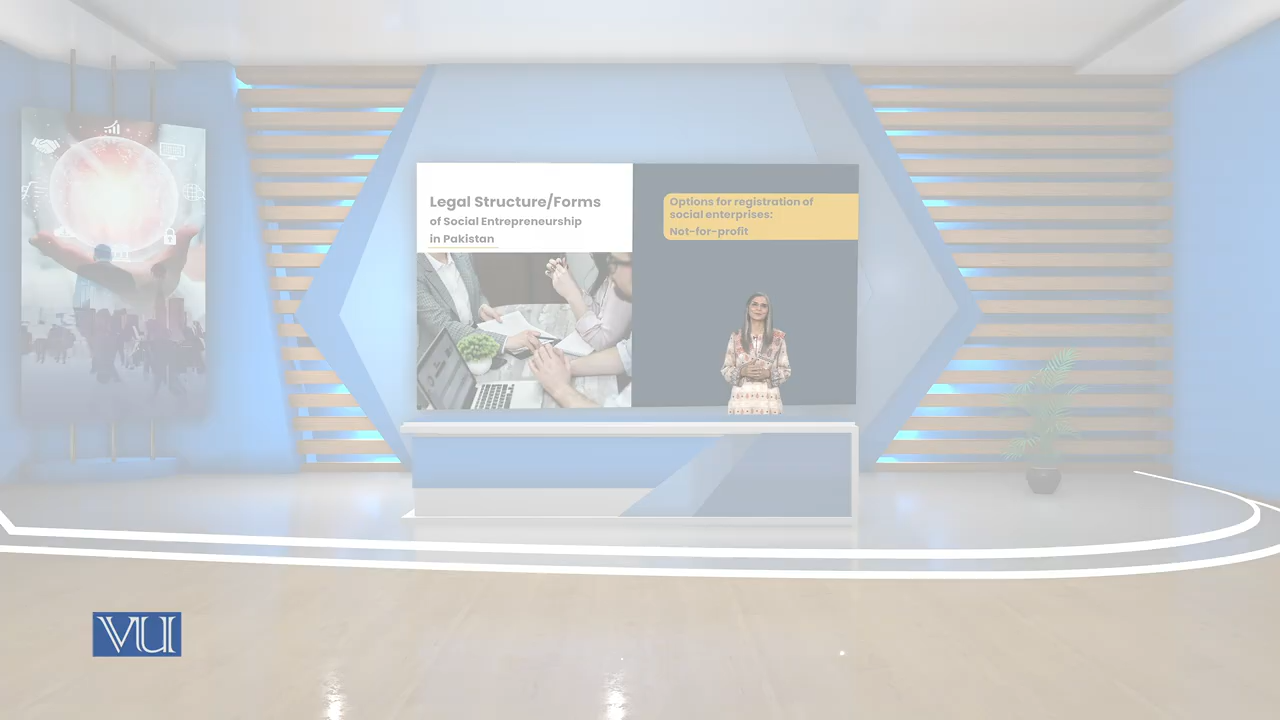 Legal Structure/Forms
of Social Entrepreneurship
in Pakistan
Options for registration of
social enterprises:
Not-for-profit
VU